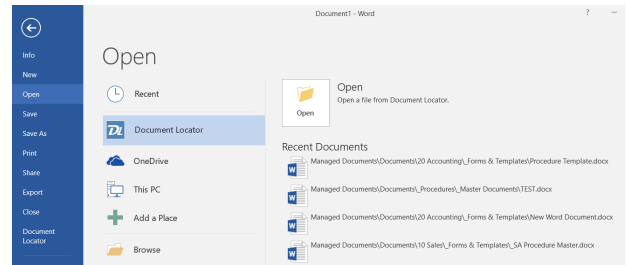 Document1 - Word
?
Info
New
Open
Save
Save As
Print
Share
Export
Close
Document
Locator
Open
Recent
DL
Document Locator
OneDrive
This PC
Add a Place
Browse
Open
Open
Open a file from Document Locator.
Recent Documents
Managed Documents\Documents\20 Accounting\_Forms & Templates\Procedure Template.docx
Managed Documents\_Procedures\_Master Documents\TEST.docx
Managed Documents\Documents\20 Accounting\_Forms & Templates\New Word Document.docx
Managed Documents\Documents\10 Sales\_Forms & Templates\_SA Procedure Master.docx